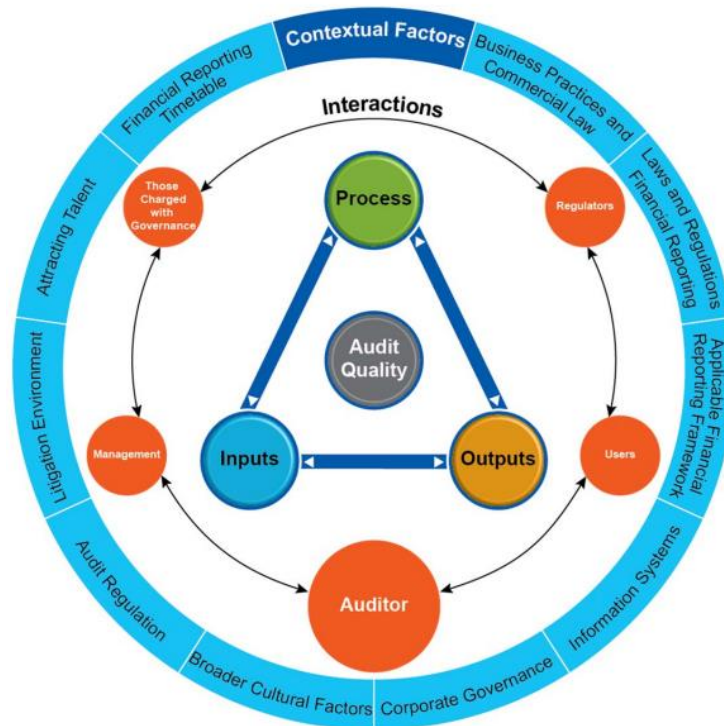 Contextual Factors
Business Practices and
Commercial Law
Laws and Regulations
Financial Reporting
Applicable Financial
Reporting Framework
Information Systems
Corporate Governance
Broader Cultural Factors
Audit Regulation
Litigation Environment
Attracting Talent
Financial Reporting
Timetable
Interactions
Process
Those
Charged
with
Governance
Regulators
Audit
Quality
Management
Inputs
Outputs
Users
Auditor